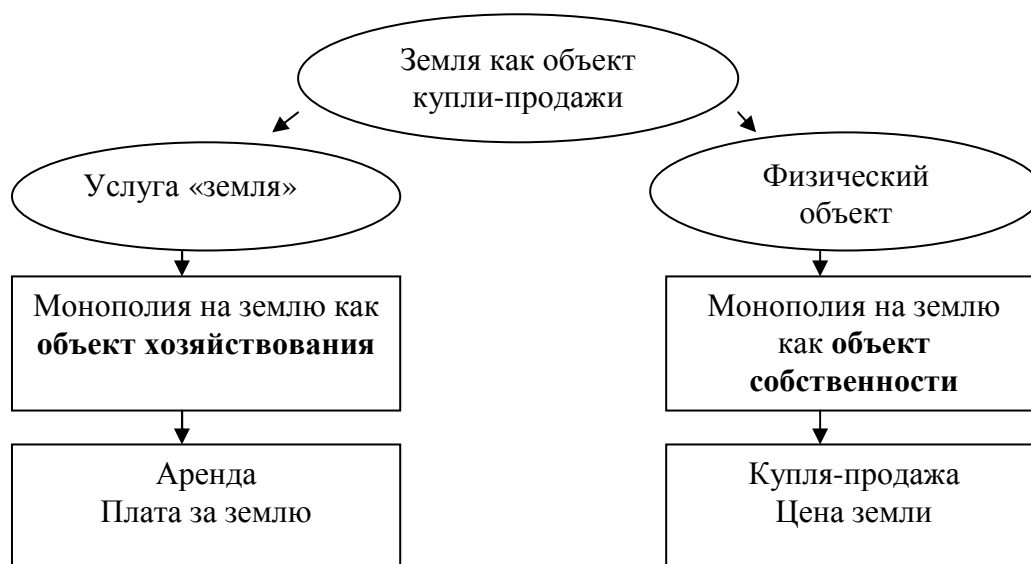 Земля как объект
купли-продажи
Услуга «земля»
Физический
объект
Монополия на землю как
объект хозяйствования
Монополия на землю
как объект
собственности
Аренда
Плата за землю
Купля-продажа
Цена земли